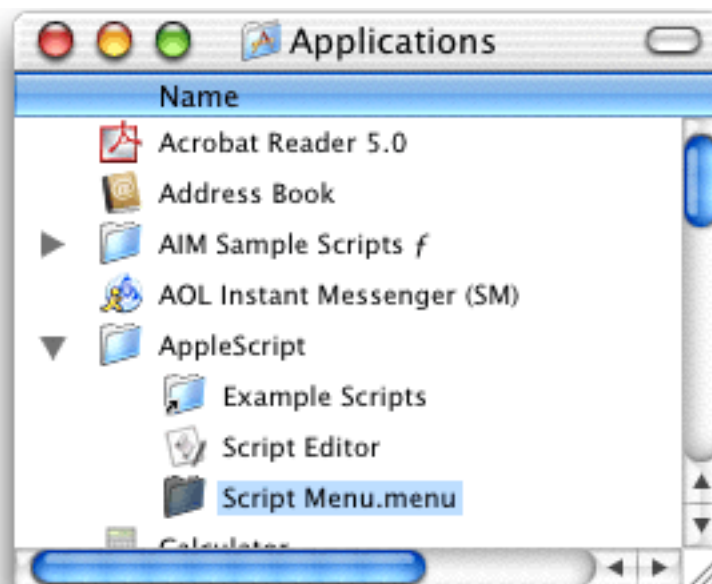 Applications
Name
Acrobat Reader 5.0
Address Book
AIM Sample Scripts ƒ
AOL Instant Messenger (SM)
AppleScript
Example Scripts
Script Editor
Script Menu.menu
Calculator